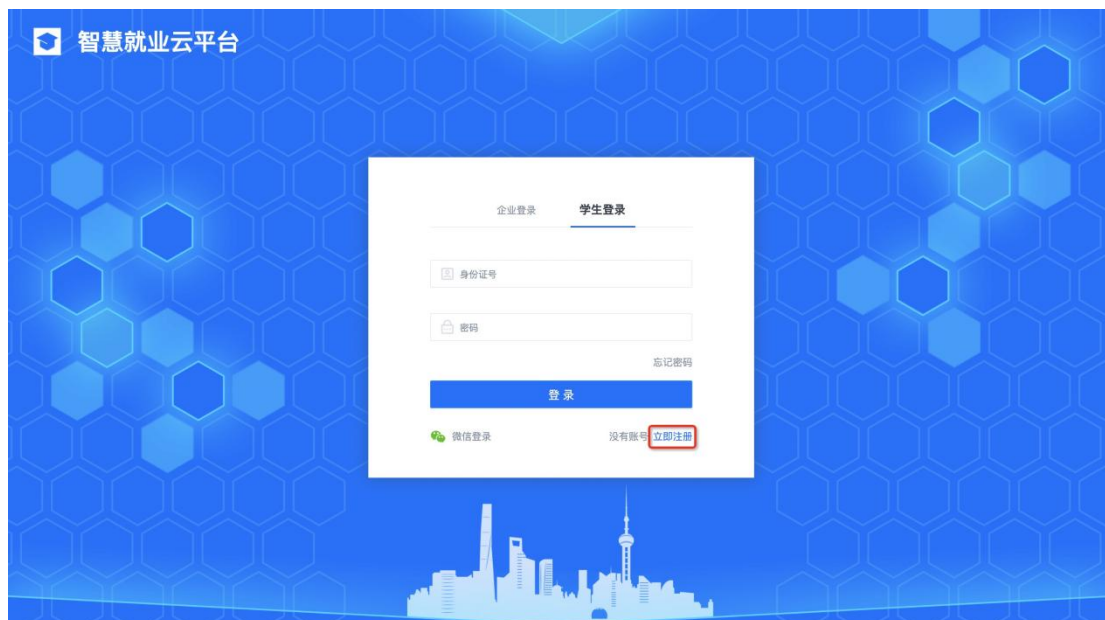 智慧就业云平台
企业登录 学生登录
身份证号
密码
忘记密码
登录
微信登录 没有账号 立即注册